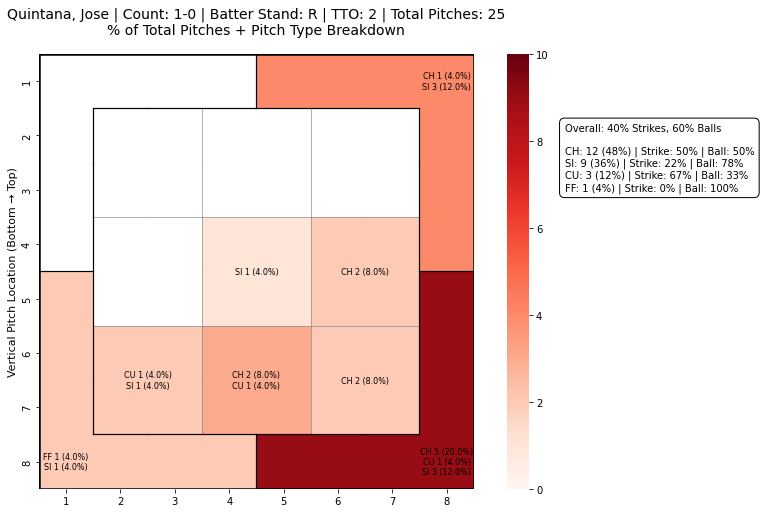 Quintana, Jose | Count: 1-0 | Batter Stand: R | TTO: 2 | Total Pitches: 25
% of Total Pitches + Pitch Type Breakdown
Vertical Pitch Location (Bottom → Top)
1
2
3
4
5
6
7
8
CH 1 (4.0%)
SI 3 (12.0%)
SI 1 (4.0%)
CH 2 (8.0%)
CU 1 (4.0%)
SI 1 (4.0%)
CH 2 (8.0%)
CU 1 (4.0%)
CH 2 (8.0%)
FF 1 (4.0%)
SI 1 (4.0%)
CH 5 (20.0%)
CU 1 (4.0%)
SI 3 (12.0%)
1 2 3 4 5 6 7 8
10
8
6
4
2
0
Overall: 40% Strikes, 60% Balls
CH: 12 (48%) | Strike: 50% | Ball: 50%
SI: 9 (36%) | Strike: 22% | Ball: 78%
CU: 3 (12%) | Strike: 67% | Ball: 33%
FF: 1 (4%) | Strike: 0% | Ball: 100%